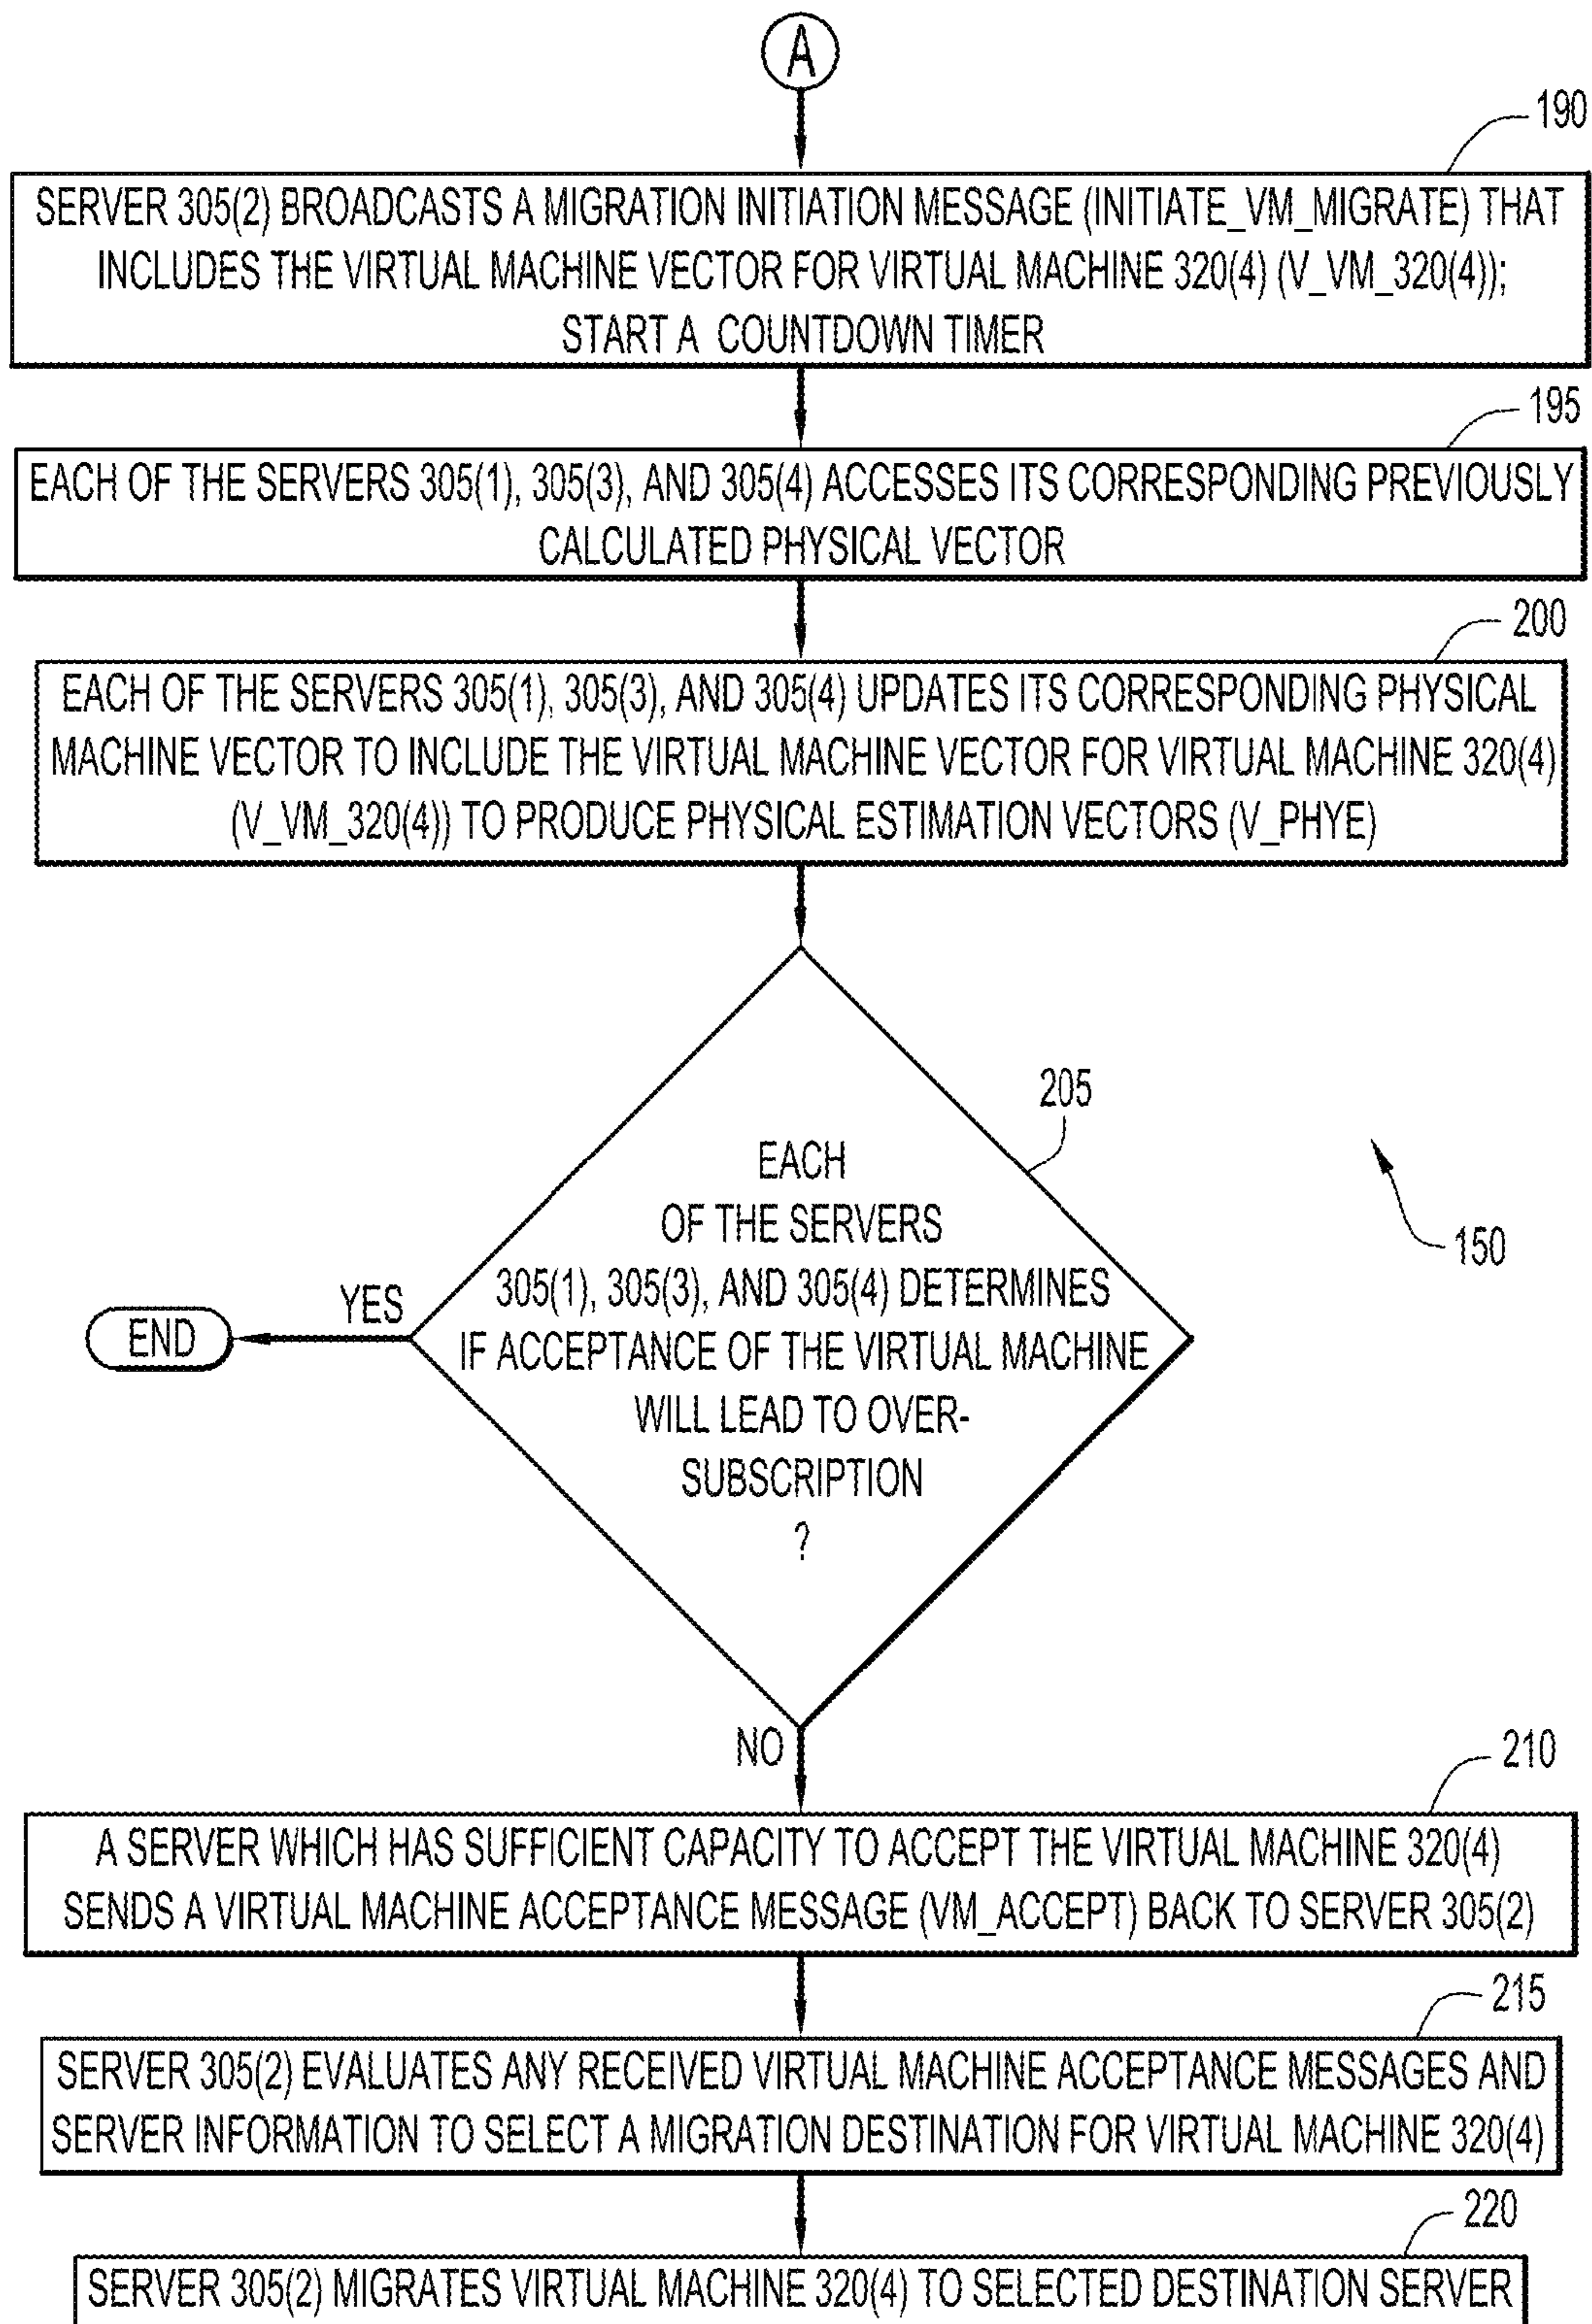 A
190
SERVER 305(2) BROADCASTS A MIGRATION INITIATION MESSAGE (INITIATE_VM_MIGRATE) THAT
INCLUDES THE VIRTUAL MACHINE VECTOR FOR VIRTUAL MACHINE 320(4) (V_VM_320(4));
START A COUNTDOWN TIMER
195
EACH OF THE SERVERS 305(1), 305(3), AND 305(4) ACCESSES ITS CORRESPONDING PREVIOUSLY
CALCULATED PHYSICAL VECTOR
200
EACH OF THE SERVERS 305(1), 305(3), AND 305(4) UPDATES ITS CORRESPONDING PHYSICAL
MACHINE VECTOR TO INCLUDE THE VIRTUAL MACHINE VECTOR FOR VIRTUAL MACHINE 320(4)
(V_VM_320(4)) TO PRODUCE PHYSICAL ESTIMATION VECTORS (V_PHYE)
205
EACH
OF THE SERVERS
305(1), 305(3), AND 305(4) DETERMINES
IF ACCEPTANCE OF THE VIRTUAL MACHINE
WILL LEAD TO OVER-
SUBSCRIPTION
?
150
YES
END
NO
210
A SERVER WHICH HAS SUFFICIENT CAPACITY TO ACCEPT THE VIRTUAL MACHINE 320(4)
SENDS A VIRTUAL MACHINE ACCEPTANCE MESSAGE (VM_ACCEPT) BACK TO SERVER 305(2)
215
SERVER 305(2) EVALUATES ANY RECEIVED VIRTUAL MACHINE ACCEPTANCE MESSAGES AND
SERVER INFORMATION TO SELECT A MIGRATION DESTINATION FOR VIRTUAL MACHINE 320(4)
220
SERVER 305(2) MIGRATES VIRTUAL MACHINE 320(4) TO SELECTED DESTINATION SERVER